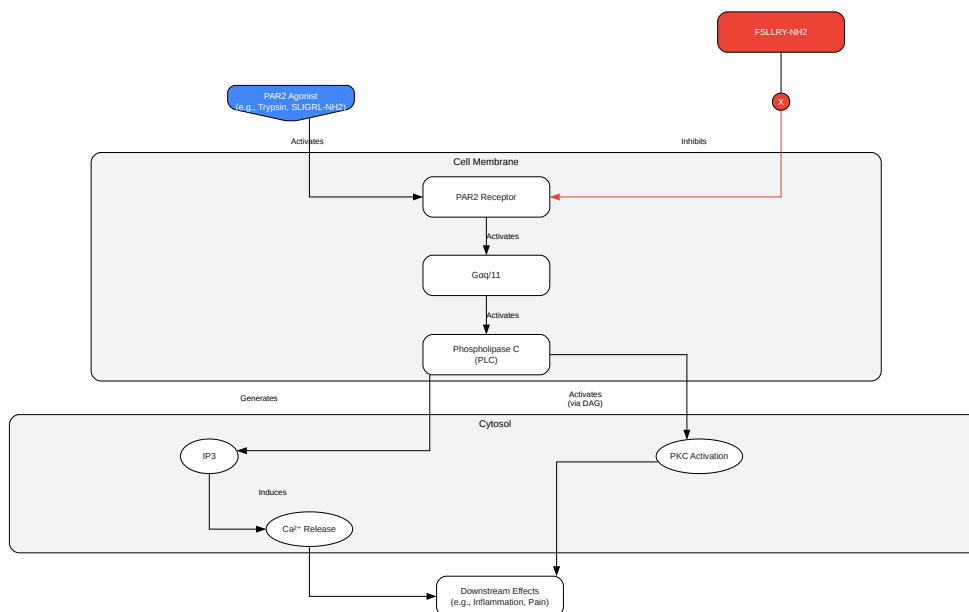 FSLLRY-NH2
PAR2 Agonist
(e.g., Trypsin, SLIGRL-NH2)
X
Activates
Inhibits
Cell Membrane
PAR2 Receptor
Activates
Gαq/11
Activates
Phospholipase C
(PLC)
Generates
Activates
(via DAG)
Cytosol
IP3
PKC Activation
Induces
Ca²⁺ Release
Downstream Effects
(e.g., Inflammation, Pain)